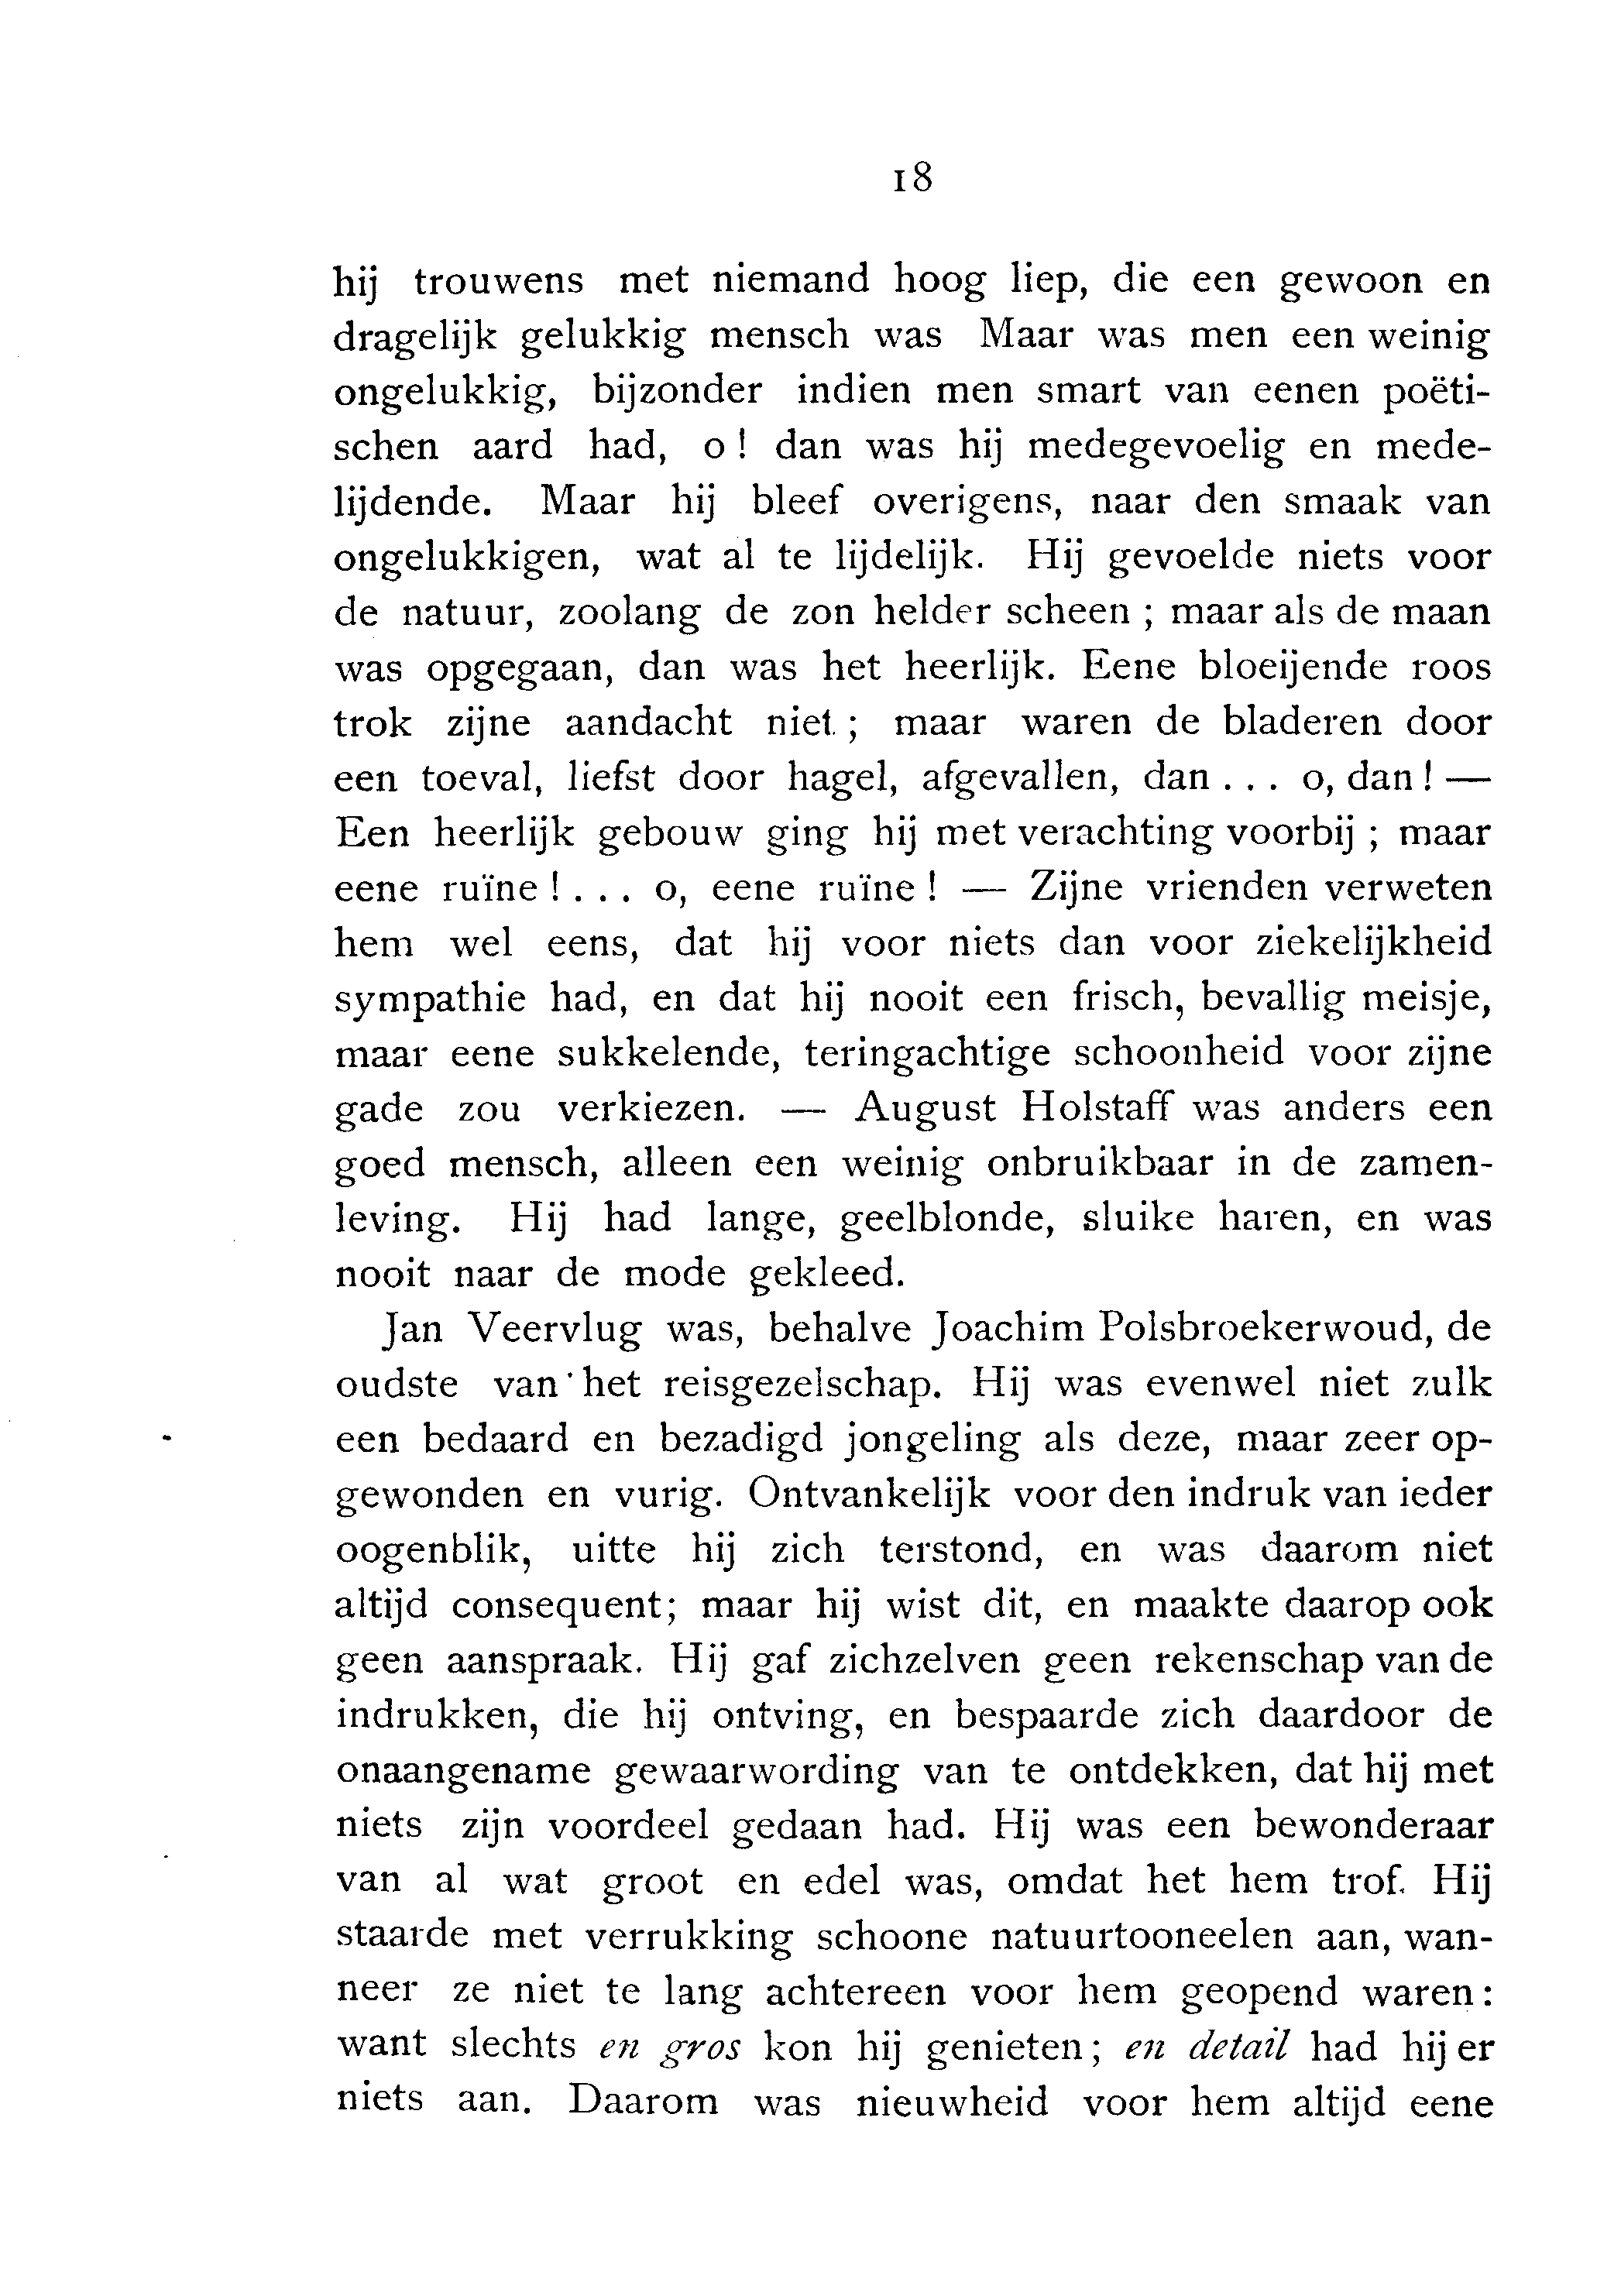 18
hij trouwens met niemand hoog liep, die een gewoon en
dragelijk gelukkig mensch was Maar was men een weinig
ongelukkig, bijzonder indien men smart van eenen poëti-
schen aard had, o! dan was hij medegevoelig en mede-
lijdende. Maar hij bleef overigens, naar den smaak van
ongelukkigen, wat al te lijdelijk. Hij gevoelde niets voor
de natuur, zoolang de zon helder scheen ; maar als de maan
was opgegaan, dan was het heerlijk. Eene bloeijende roos
trok zijne aandacht niet ; maar waren de bladeren door
een toeval, liefst door hagel, afgevallen, dan . . . o, dan! —
Een heerlijk gebouw ging hij met verachting voorbij ; maar
eene ruïne ! . . . o, eene ruïne! — Zijne vrienden verweten
hem wel eens, dat hij voor niets dan voor ziekelijkheid
sympathie had, en dat hij nooit een frisch, bevallig meisje,
maar eene sukkelende, teringachtige schoonheid voor zijne
gade zou verkiezen. — August Holstaff was anders een
goed mensch, alleen een weinig onbruikbaar in de zamen-
leving. Hij had lange, geelblonde, sluike haren, en was
nooit naar de mode gekleed.
Jan Veervlug was, behalve Joachim Polsbroekerwoud, de
oudste van het reisgezelschap. Hij was evenwel niet zulk
een bedaard en bezadigd jongeling als deze, maar zeer op-
gewonden en vurig. Ontvankelijk voor den indruk van ieder
oogenblik, uitte hij zich terstond, en was daarom niet
altijd consequent; maar hij wist dit, en maakte daarop ook
geen aanspraak. Hij gaf zichzelven geen rekenschap van de
indrukken, die hij ontving, en bespaarde zich daardoor de
onaangename gewaarwording van te ontdekken, dat hij met
niets zijn voordeel gedaan had. Hij was een bewonderaar
van al wat groot en edel was, omdat het hem trof. Hij
staarde met verrukking schoone natuurtooneelen aan, wan-
neer ze niet te lang achtereen voor hem geopend waren:
want slechts en gros kon hij genieten; en detail had hij er
niets aan. Daarom was nieuwheid voor hem altijd eene